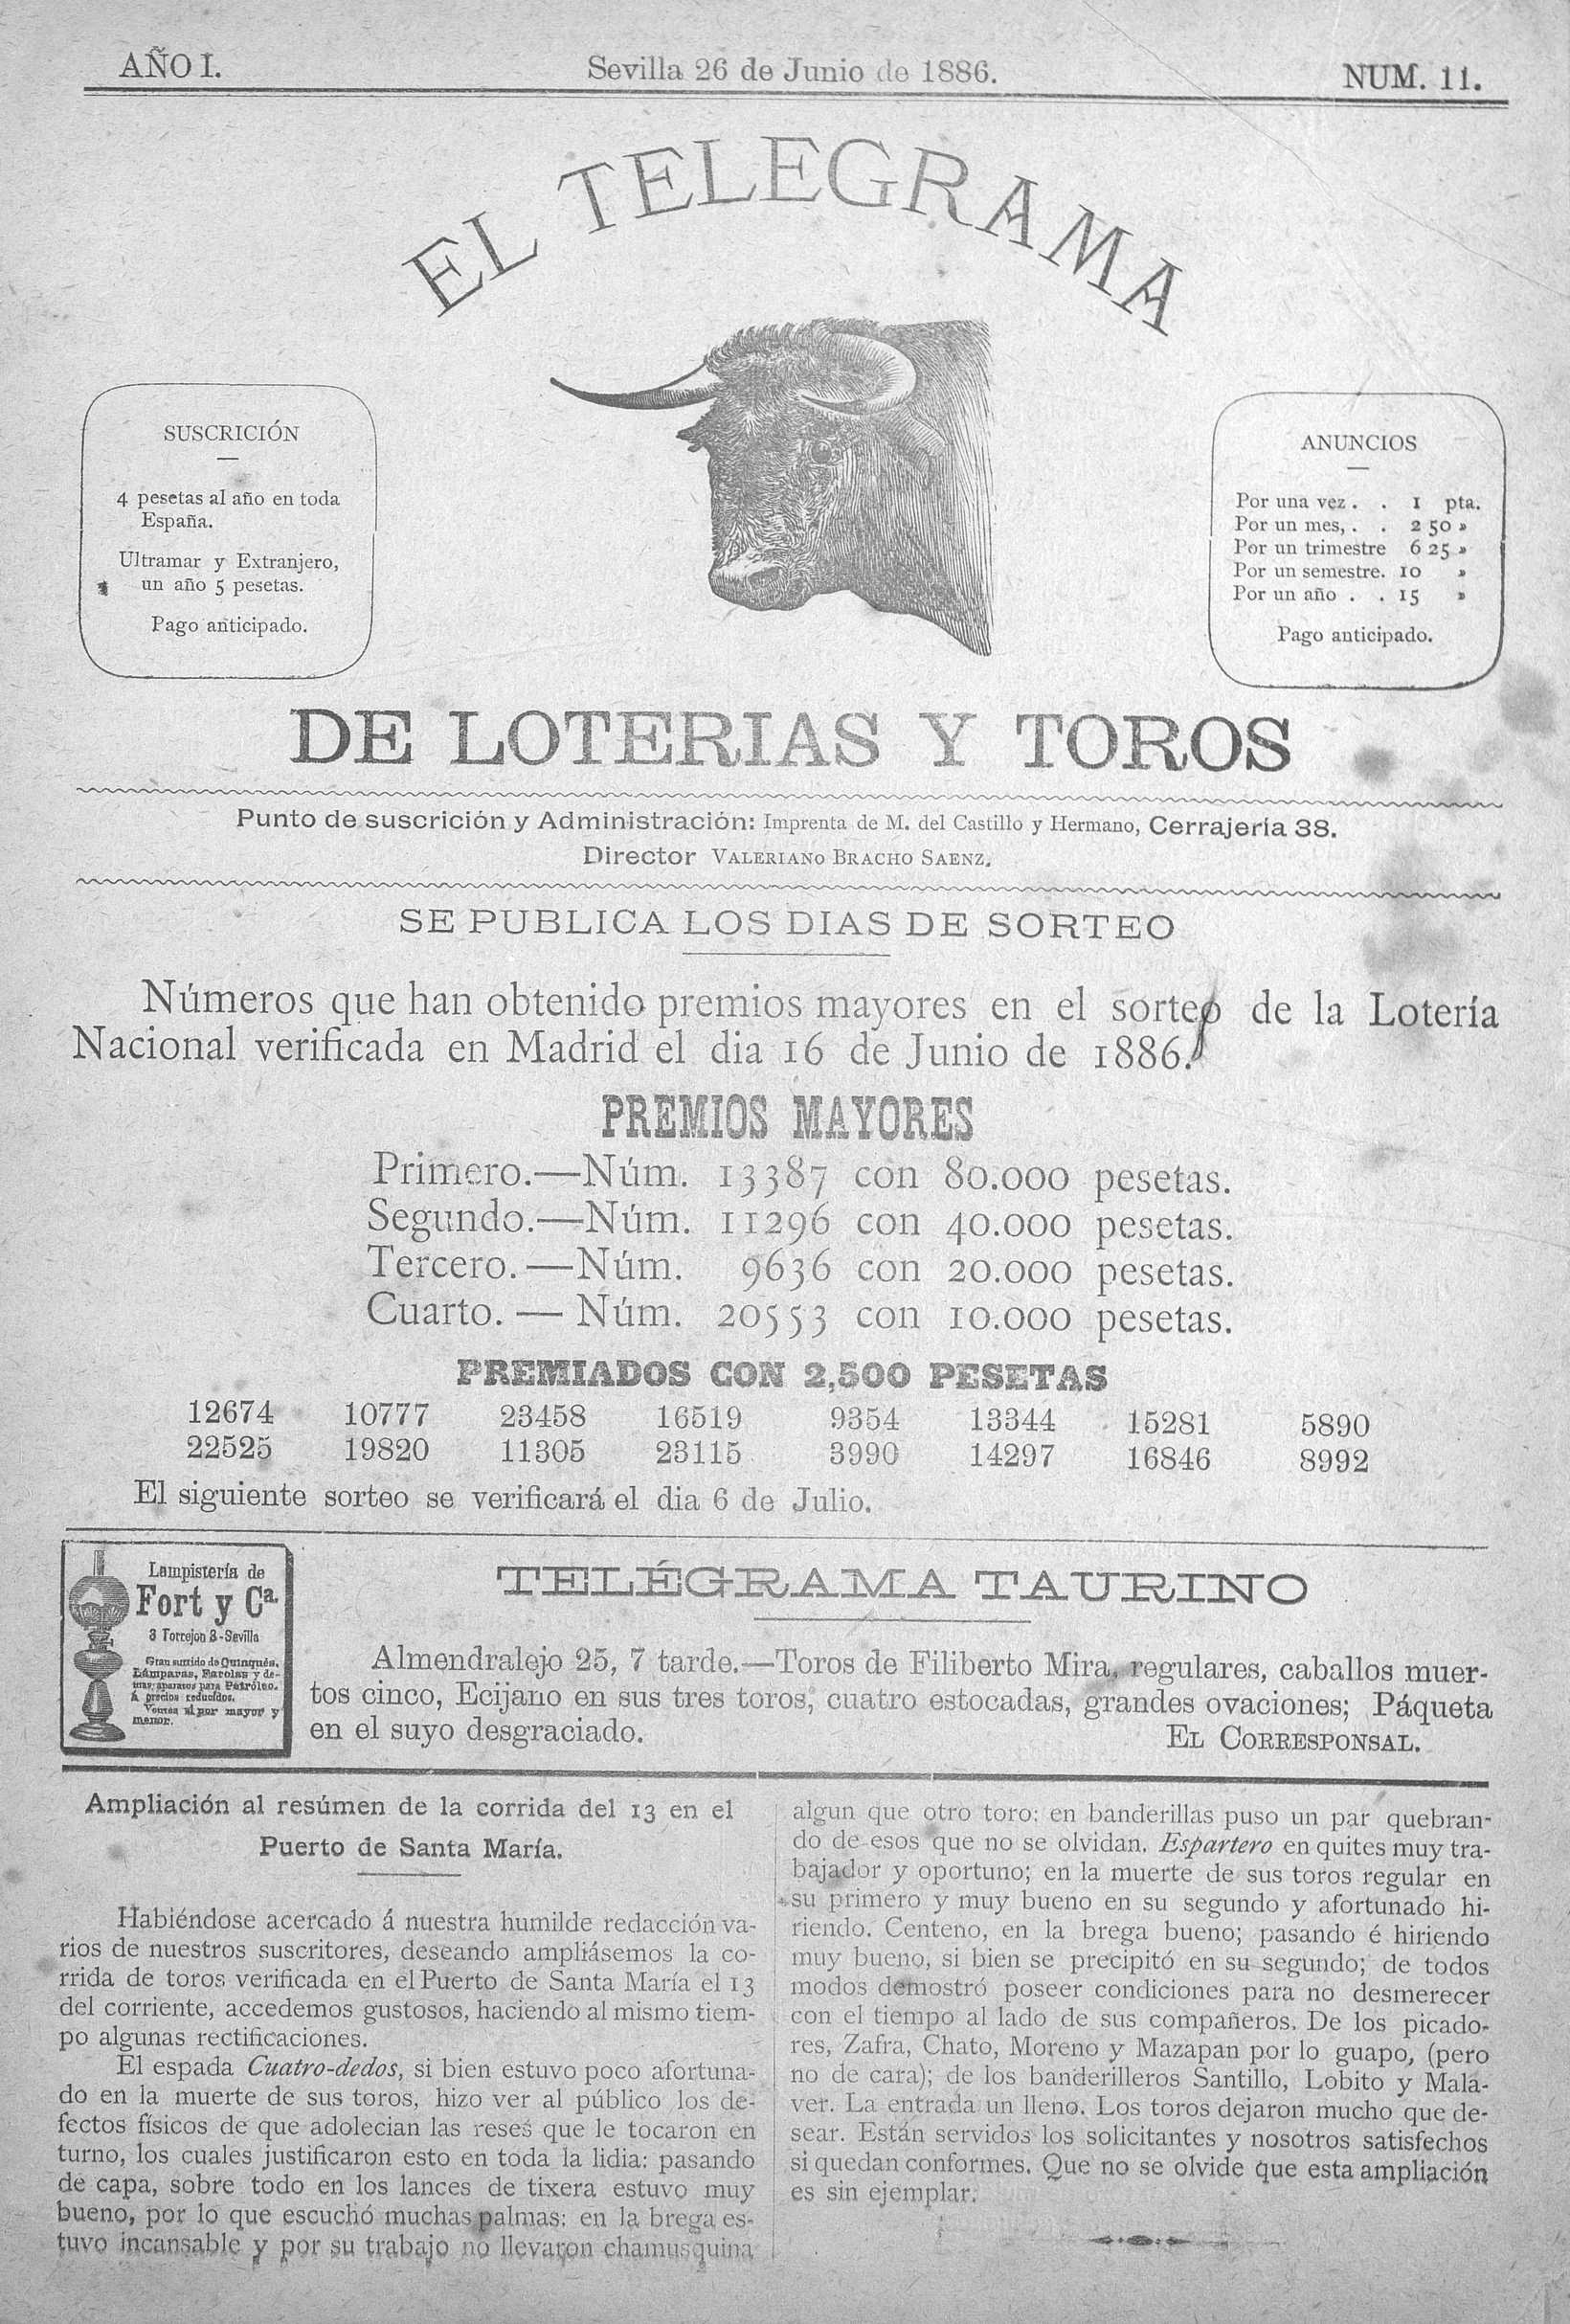 AÑO I.
Sevilla 26 de Junio de 1886.
NUM. 11.
EL TELEGRAMA
SUSCRICIÓN
4 pesetas al año en toda
España.
Ultramar y Extranjero,
un año 5 pesetas.
Pago anticipado.
ANUNCIOS
Por una vez . . 1 pta.
Por un mes, . . 2 50 »
Por un trimestre 6 25 »
Por un semestre. 10 »
Por un año . . 15 »
Pago anticipado.
DE LOTERIAS Y TOROS
Punto de suscrición y Administración: Imprenta de M. del Castillo y Hermano, Cerrajería 38.
Director VALERIANO BRACHO SAENZ.
SE PUBLICA LOS DIAS DE SORTEO
Números que han obtenido premios mayores en el sorteo de la Lotería
Nacional verificada en Madrid el dia 16 de Junio de 1886.
PREMIOS MAYORES
Primero.—Núm. 13387 con 80.000 pesetas.
Segundo.—Núm. 11296 con 40.000 pesetas.
Tercero.—Núm. 9636 con 20.000 pesetas.
Cuarto. — Núm. 20553 con 10.000 pesetas.
PREMIADOS CON 2,500 PESETAS
12674 10777 23458 16519 9354 13344 15281 5890
22525 19820 11305 23115 3990 14297 16846 8992
El siguiente sorteo se verificará el dia 6 de Julio.
Lampistería de
Fort y Cª.
3 Torrejon 3-Sevilla
Gran surtido de Quinqués,
Lámparas, Farolas y de-
mas aparatos para Petróleo.
á precios reducidos.
Ventas al por mayor y
menor.
TELÉGRAMA TAURINO
Almendralejo 25, 7 tarde.—Toros de Filiberto Mira, regulares, caballos muer-
tos cinco, Ecijano en sus tres toros, cuatro estocadas, grandes ovaciones; Páqueta
en el suyo desgraciado.
EL CORRESPONSAL.
Ampliación al resúmen de la corrida del 13 en el
Puerto de Santa María.
Habiéndose acercado á nuestra humilde redacción va-
rios de nuestros suscritores, deseando ampliásemos la co-
rrida de toros verificada en el Puerto de Santa María el 13
del corriente, accedemos gustosos, haciendo al mismo tiem-
po algunas rectificaciones.
El espada Cuatro-dedos, si bien estuvo poco afortuna-
do en la muerte de sus toros, hizo ver al público los de-
fectos físicos de que adolecian las reses que le tocaron en
turno, los cuales justificaron esto en toda la lidia: pasando
de capa, sobre todo en los lances de tixera estuvo muy
bueno, por lo que escuchó muchas palmas: en la brega es-
tuvo incansable y por su trabajo no llevaron chamusquina
algun que otro toro: en banderillas puso un par quebran-
do de esos que no se olvidan. Espartero en quites muy tra-
bajador y oportuno; en la muerte de sus toros regular en
su primero y muy bueno en su segundo y afortunado hi-
riendo. Centeno, en la brega bueno; pasando é hiriendo
muy bueno, si bien se precipitó en su segundo; de todos
modos demostró poseer condiciones para no desmerecer
con el tiempo al lado de sus compañeros. De los picado-
res, Zafra, Chato, Moreno y Mazapan por lo guapo, (pero
no de cara); de los banderilleros Santillo, Lobito y Mala-
ver. La entrada un lleno. Los toros dejaron mucho que de-
sear. Están servidos los solicitantes y nosotros satisfechos
si quedan conformes. Que no se olvide que esta ampliación
es sin ejemplar.